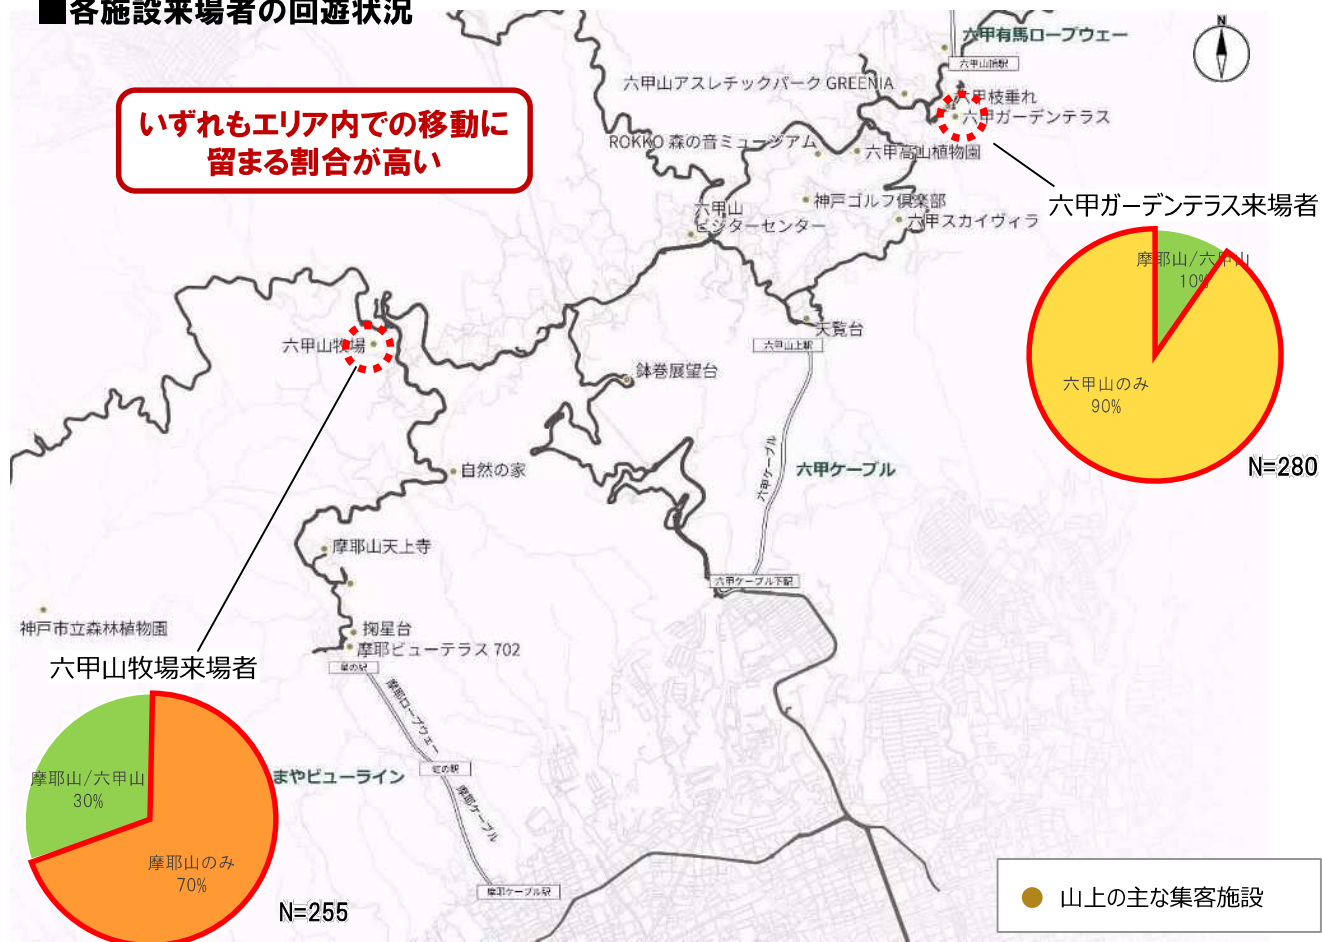 ■各施設来場者の回遊状況
N
六甲有馬ロープウェー
六甲山頂駅
六甲山アスレチックパーク GREENIA
六甲枝垂れ
六甲ガーデンテラス
いずれもエリア内での移動に
留まる割合が高い
ROKKO 森の音ミュージアム
六甲高山植物園
六甲山
ビジターセンター
神戸ゴルフ倶楽部
六甲スカイヴィラ
六甲ガーデンテラス来場者
摩耶山/六甲山
10%
六甲山のみ
90%
N=280
天覧台
六甲山上駅
六甲山牧場
鉢巻展望台
自然の家
六甲ケーブル
六甲ケーブル
摩耶山天上寺
六甲ケーブル下駅
神戸市立森林植物園
掬星台
摩耶ビューテラス 702
星の駅
六甲山牧場来場者
摩耶ロープウェー
摩耶山/六甲山
30%
摩耶山のみ
70%
N=255
まやビューライン
虹の駅
摩耶ケーブル
摩耶ケーブル駅
山上の主な集客施設